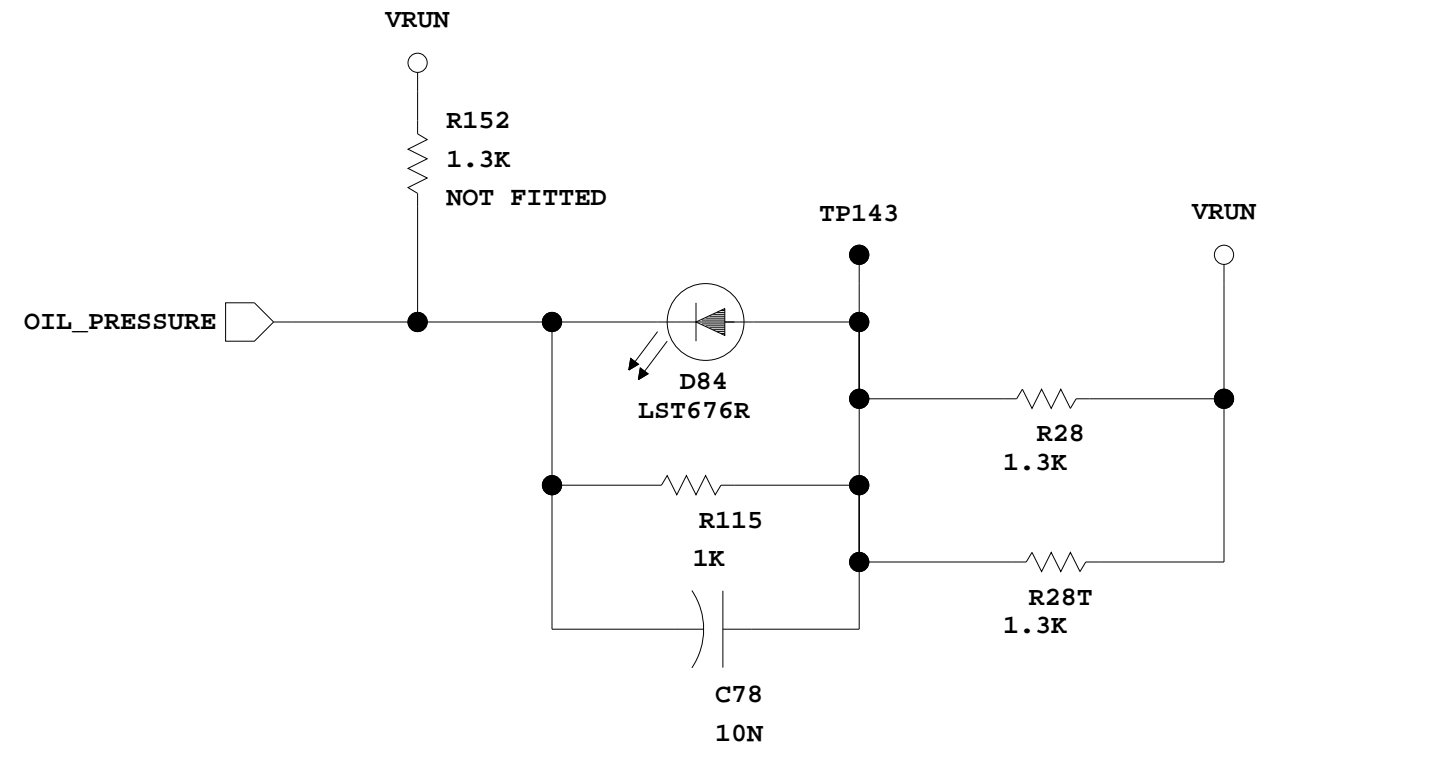 VRUN
R152
1.3K
NOT FITTED
TP143
VRUN
OIL_PRESSURE
D84
LST676R
R28
1.3K
R115
1K
R28T
1.3K
C78
10N